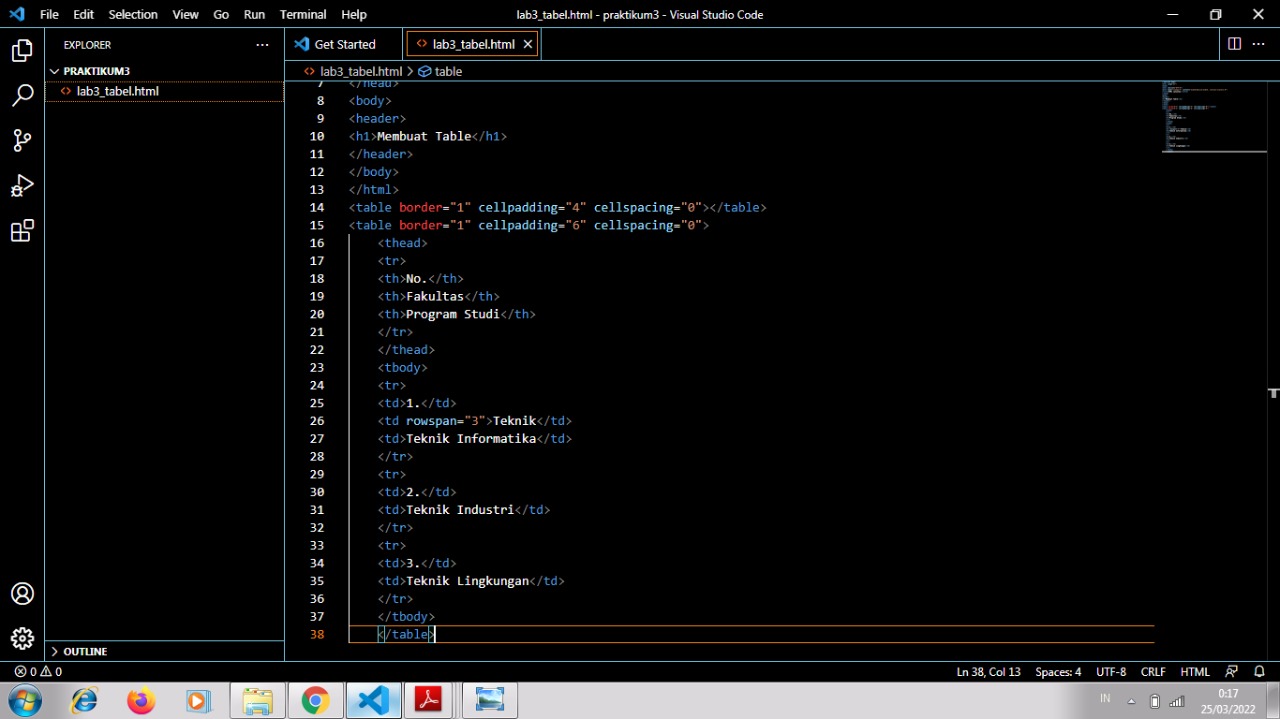 File Edit Selection View Go Run Terminal Help
lab3_tabel.html - praktikum3 - Visual Studio Code
EXPLORER
Get Started
lab3_tabel.html
PRAKTIKUM3
lab3_tabel.html > table
lab3_tabel.html
7 </head>
8 <body>
9 <header>
10 <h1>Membuat Table</h1>
11 </header>
12 </body>
13 </html>
14 <table border="1" cellpadding="4" cellspacing="0"></table>
15 <table border="1" cellpadding="6" cellspacing="0">
16 <thead>
17 <tr>
18 <th>No.</th>
19 <th>Fakultas</th>
20 <th>Program Studi</th>
21 </tr>
22 </thead>
23 <tbody>
24 <tr>
25 <td>1.</td>
26 <td rowspan="3">Teknik</td>
27 <td>Teknik Informatika</td>
28 </tr>
29 <tr>
30 <td>2.</td>
31 <td>Teknik Industri</td>
32 </tr>
33 <tr>
34 <td>3.</td>
35 <td>Teknik Lingkungan</td>
36 </tr>
37 </tbody>
38 </table>
OUTLINE
0 0
Ln 38, Col 13 Spaces: 4 UTF-8 CRLF HTML
IN
0:17
25/03/2022